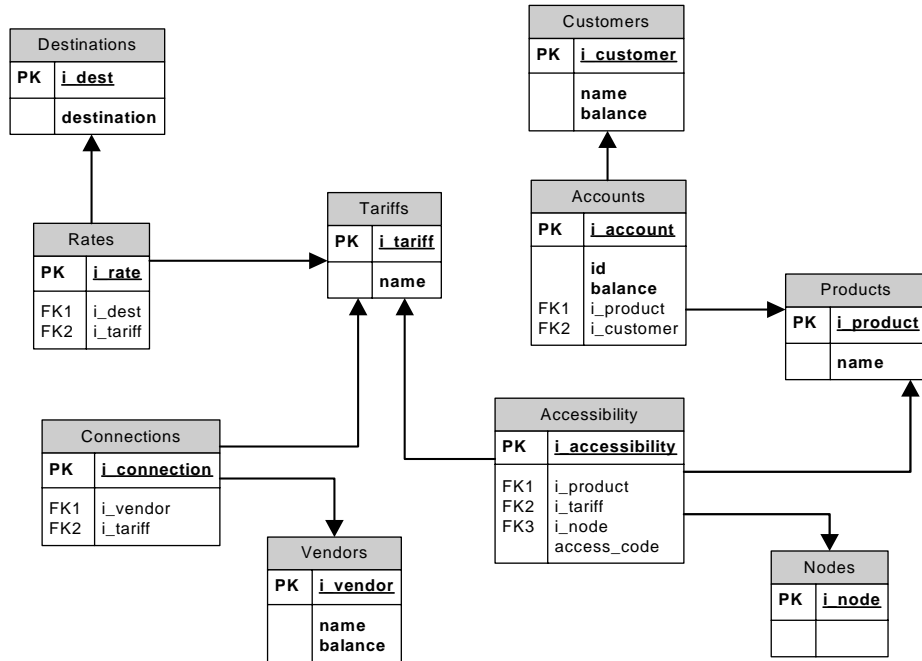 Destinations
PK i_dest
destination
Customers
PK i_customer
name
balance
Rates
PK i_rate
FK1 i_dest
FK2 i_tariff
Tariffs
PK i_tariff
name
Accounts
PK i_account
id
balance
FK1 i_product
FK2 i_customer
Products
PK i_product
name
Connections
PK i_connection
FK1 i_vendor
FK2 i_tariff
Accessibility
PK i_accessibility
FK1 i_product
FK2 i_tariff
FK3 i_node
access_code
Vendors
PK i_vendor
name
balance
Nodes
PK i_node